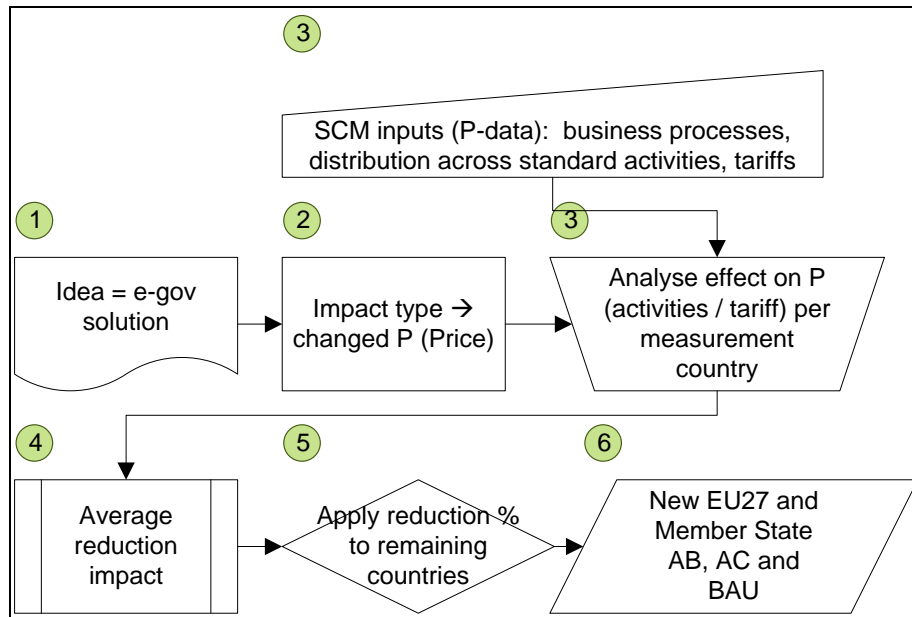 3
SCM inputs (P-data):  business processes,
distribution across standard activities, tariffs
1
2
3
Idea = e-gov
solution
Impact type →
changed P (Price)
Analyse effect on P
(activities / tariff) per
measurement
country
4
5
6
Average
reduction
impact
Apply reduction %
to remaining
countries
New EU27 and
Member State
AB, AC and
BAU